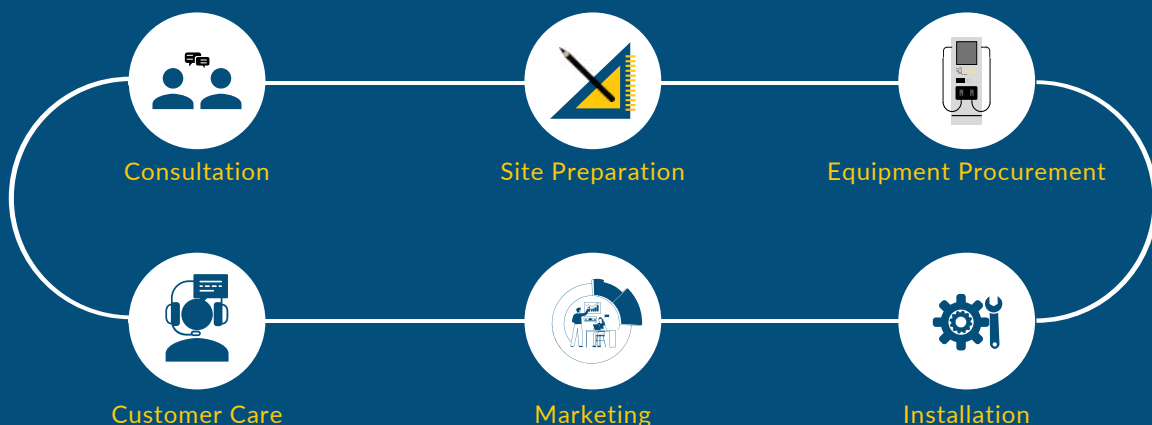 Consultation
Site Preparation
Equipment Procurement
Customer Care
Marketing
Installation